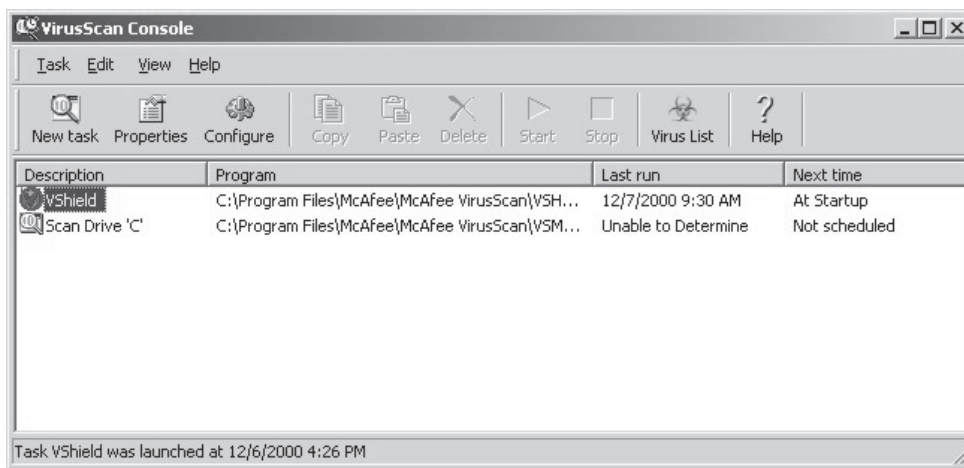 VirusScan Console
Task Edit View Help
New task Properties Configure Copy Paste Delete Start Stop Virus List Help
Description Program Last run Next time
VShield C:\Program Files\McAfee\McAfee VirusScan\VSH... 12/7/2000 9:30 AM At Startup
Scan Drive 'C' C:\Program Files\McAfee\McAfee VirusScan\VSM... Unable to Determine Not scheduled
Task VShield was launched at 12/6/2000 4:26 PM